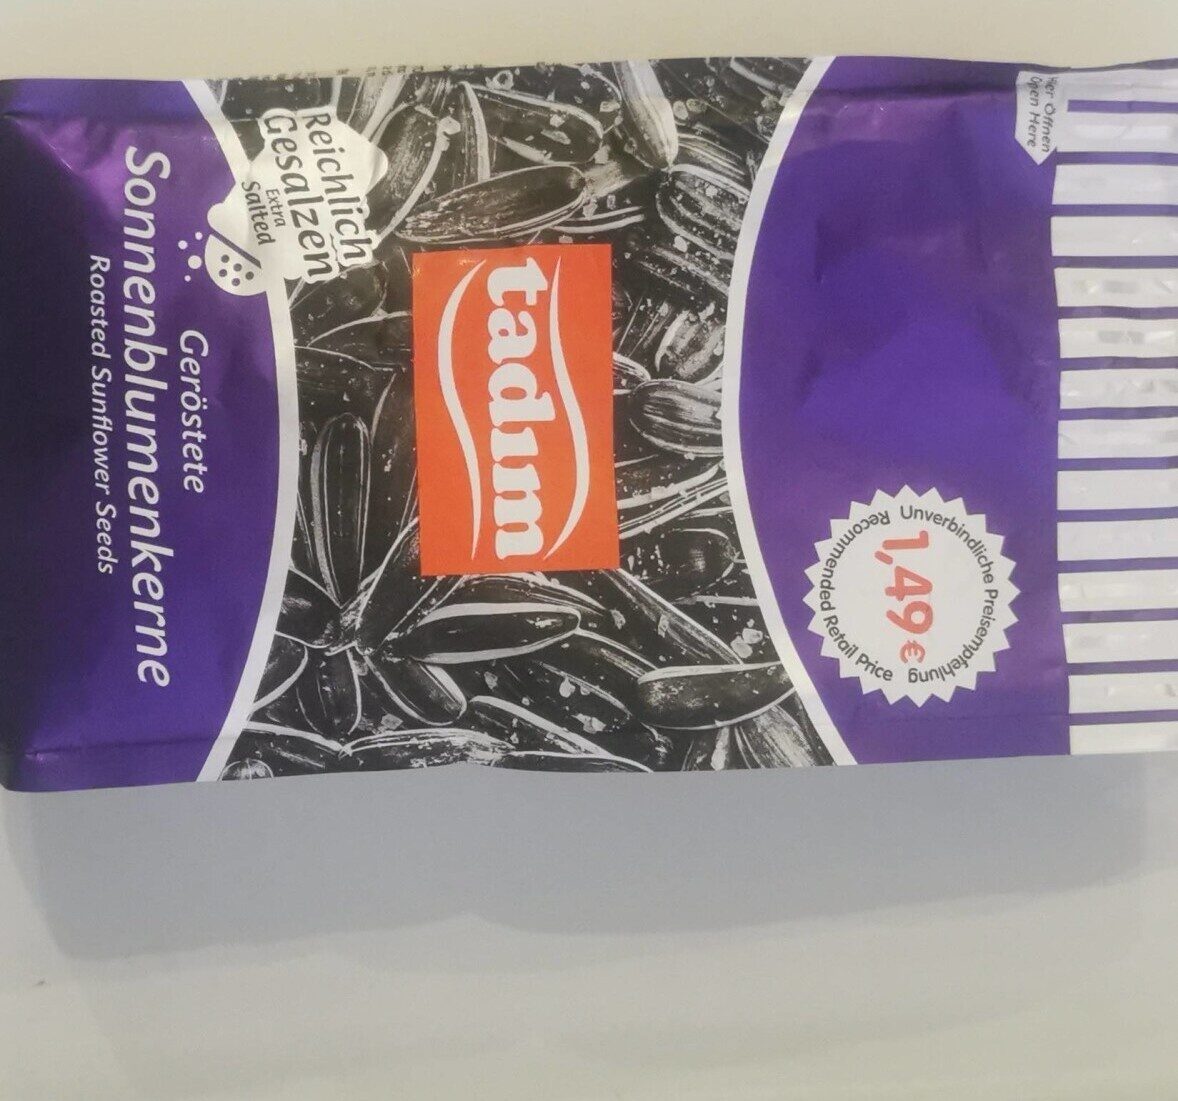 Hier Öffnen
Open Here
Unverbindliche Preisempfehlung
1,49 €
Recommended Retail Price
tadım
Reichlich
Gesalzen
Extra
Salted
Geröstete
Sonnenblumenkerne
Roasted Sunflower Seeds